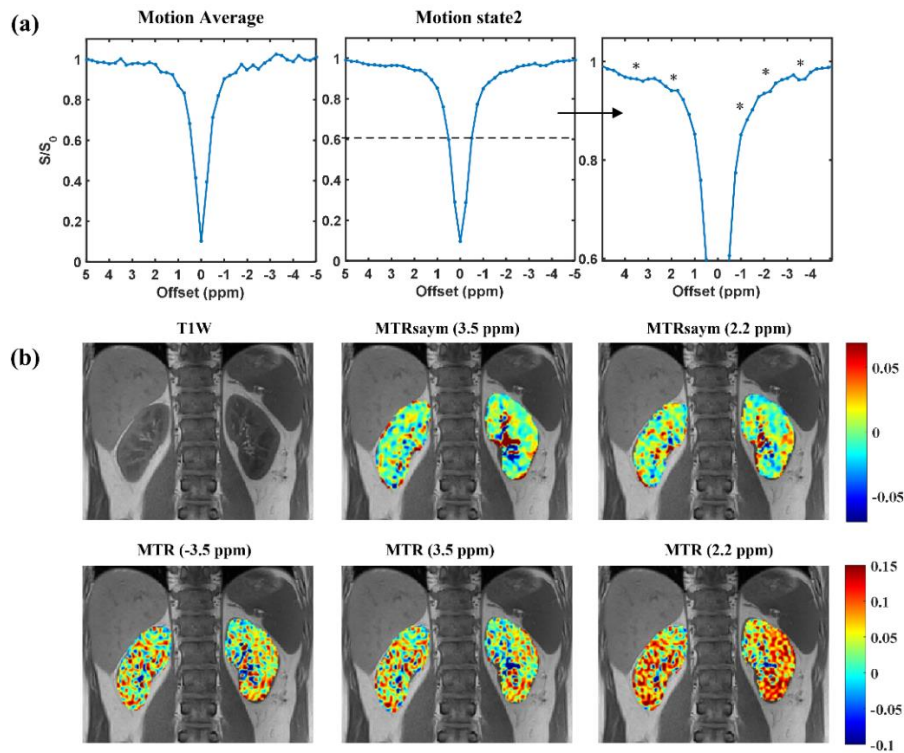 (a)
Motion Average
Motion state2
S/S0
1
0.8
0.6
0.4
0.2
0
5 4 3 2 1 0 -1 -2 -3 -4 -5
Offset (ppm)
1
0.8
0.6
0.4
0.2
0
5 4 3 2 1 0 -1 -2 -3 -4 -5
Offset (ppm)
* * * * *
1
0.8
0.6
4 3 2 1 0 -1 -2 -3 -4
Offset (ppm)
(b)
T1W
MTRsaym (3.5 ppm)
MTRsaym (2.2 ppm)
0.05
0
-0.05
MTR (-3.5 ppm)
MTR (3.5 ppm)
MTR (2.2 ppm)
0.15
0.1
0.05
0
-0.05
-0.1